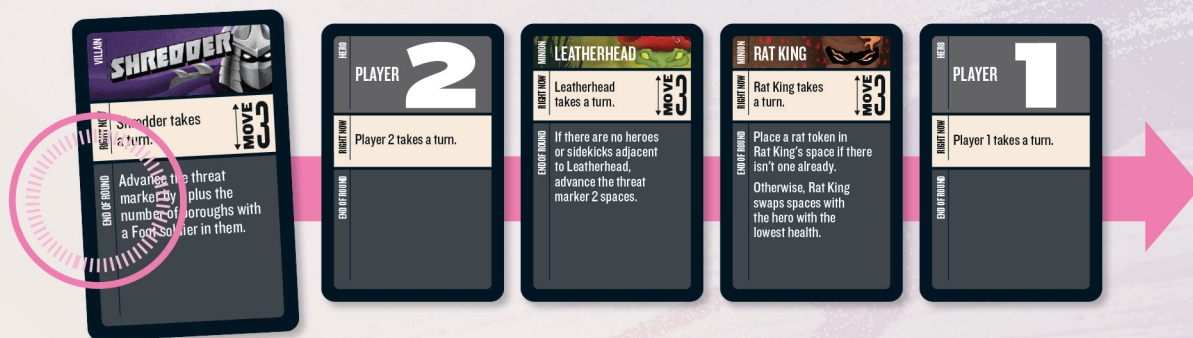 VILLAIN
SHREDDER
RIGHT NOW
Shredder takes
a turn.
MOVE
3
END OF ROUND
Advance the threat
marker by plus the
number of boroughs with
a Foot soldier in them.
HERO
PLAYER
2
RIGHT NOW
Player 2 takes a turn.
END OF ROUND
MINION
LEATHERHEAD
RIGHT NOW
Leatherhead
takes a turn.
MOVE
3
END OF ROUND
If there are no heroes
or sidekicks adjacent
to Leatherhead,
advance the threat
marker 2 spaces.
MINION
RAT KING
RIGHT NOW
Rat King takes
a turn.
MOVE
3
END OF ROUND
Place a rat token in
Rat King's space if there
isn't one already.
Otherwise, Rat King
swaps spaces with
the hero with the
lowest health.
HERO
PLAYER
1
RIGHT NOW
Player 1 takes a turn.
END OF ROUND